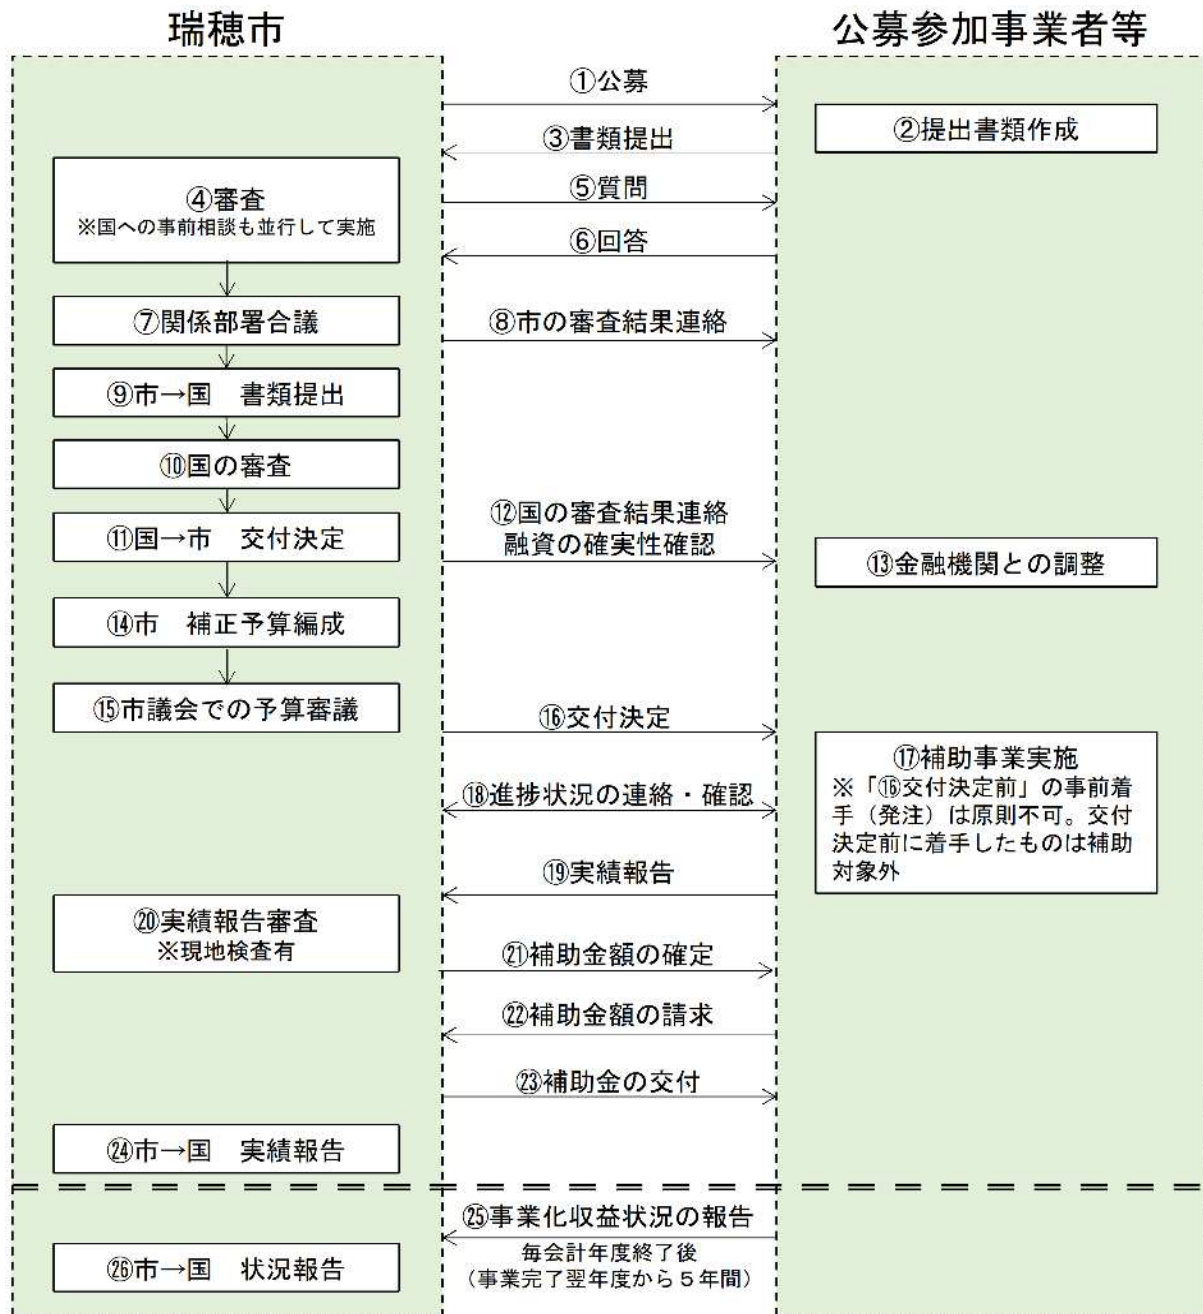 瑞穂市
公募参加事業者等
①公募
②提出書類作成
③書類提出
④審査
※国への事前相談も並行して実施
⑤質問
⑥回答
⑦関係部署合議
⑧市の審査結果連絡
⑨市→国　書類提出
⑩国の審査
⑪国→市　交付決定
⑫国の審査結果連絡
融資の確実性確認
⑬金融機関との調整
⑭市　補正予算編成
⑮市議会での予算審議
⑯交付決定
⑰補助事業実施
※「⑯交付決定前」の事前着
手（発注）は原則不可。交付
決定前に着手したものは補助
対象外
⑱進捗状況の連絡・確認
⑲実績報告
⑳実績報告審査
※現地検査有
㉑補助金額の確定
㉒補助金額の請求
㉓補助金の交付
㉔市→国　実績報告
㉕事業化収益状況の報告
毎会計年度終了後
（事業完了翌年度から５年間）
㉖市→国　状況報告